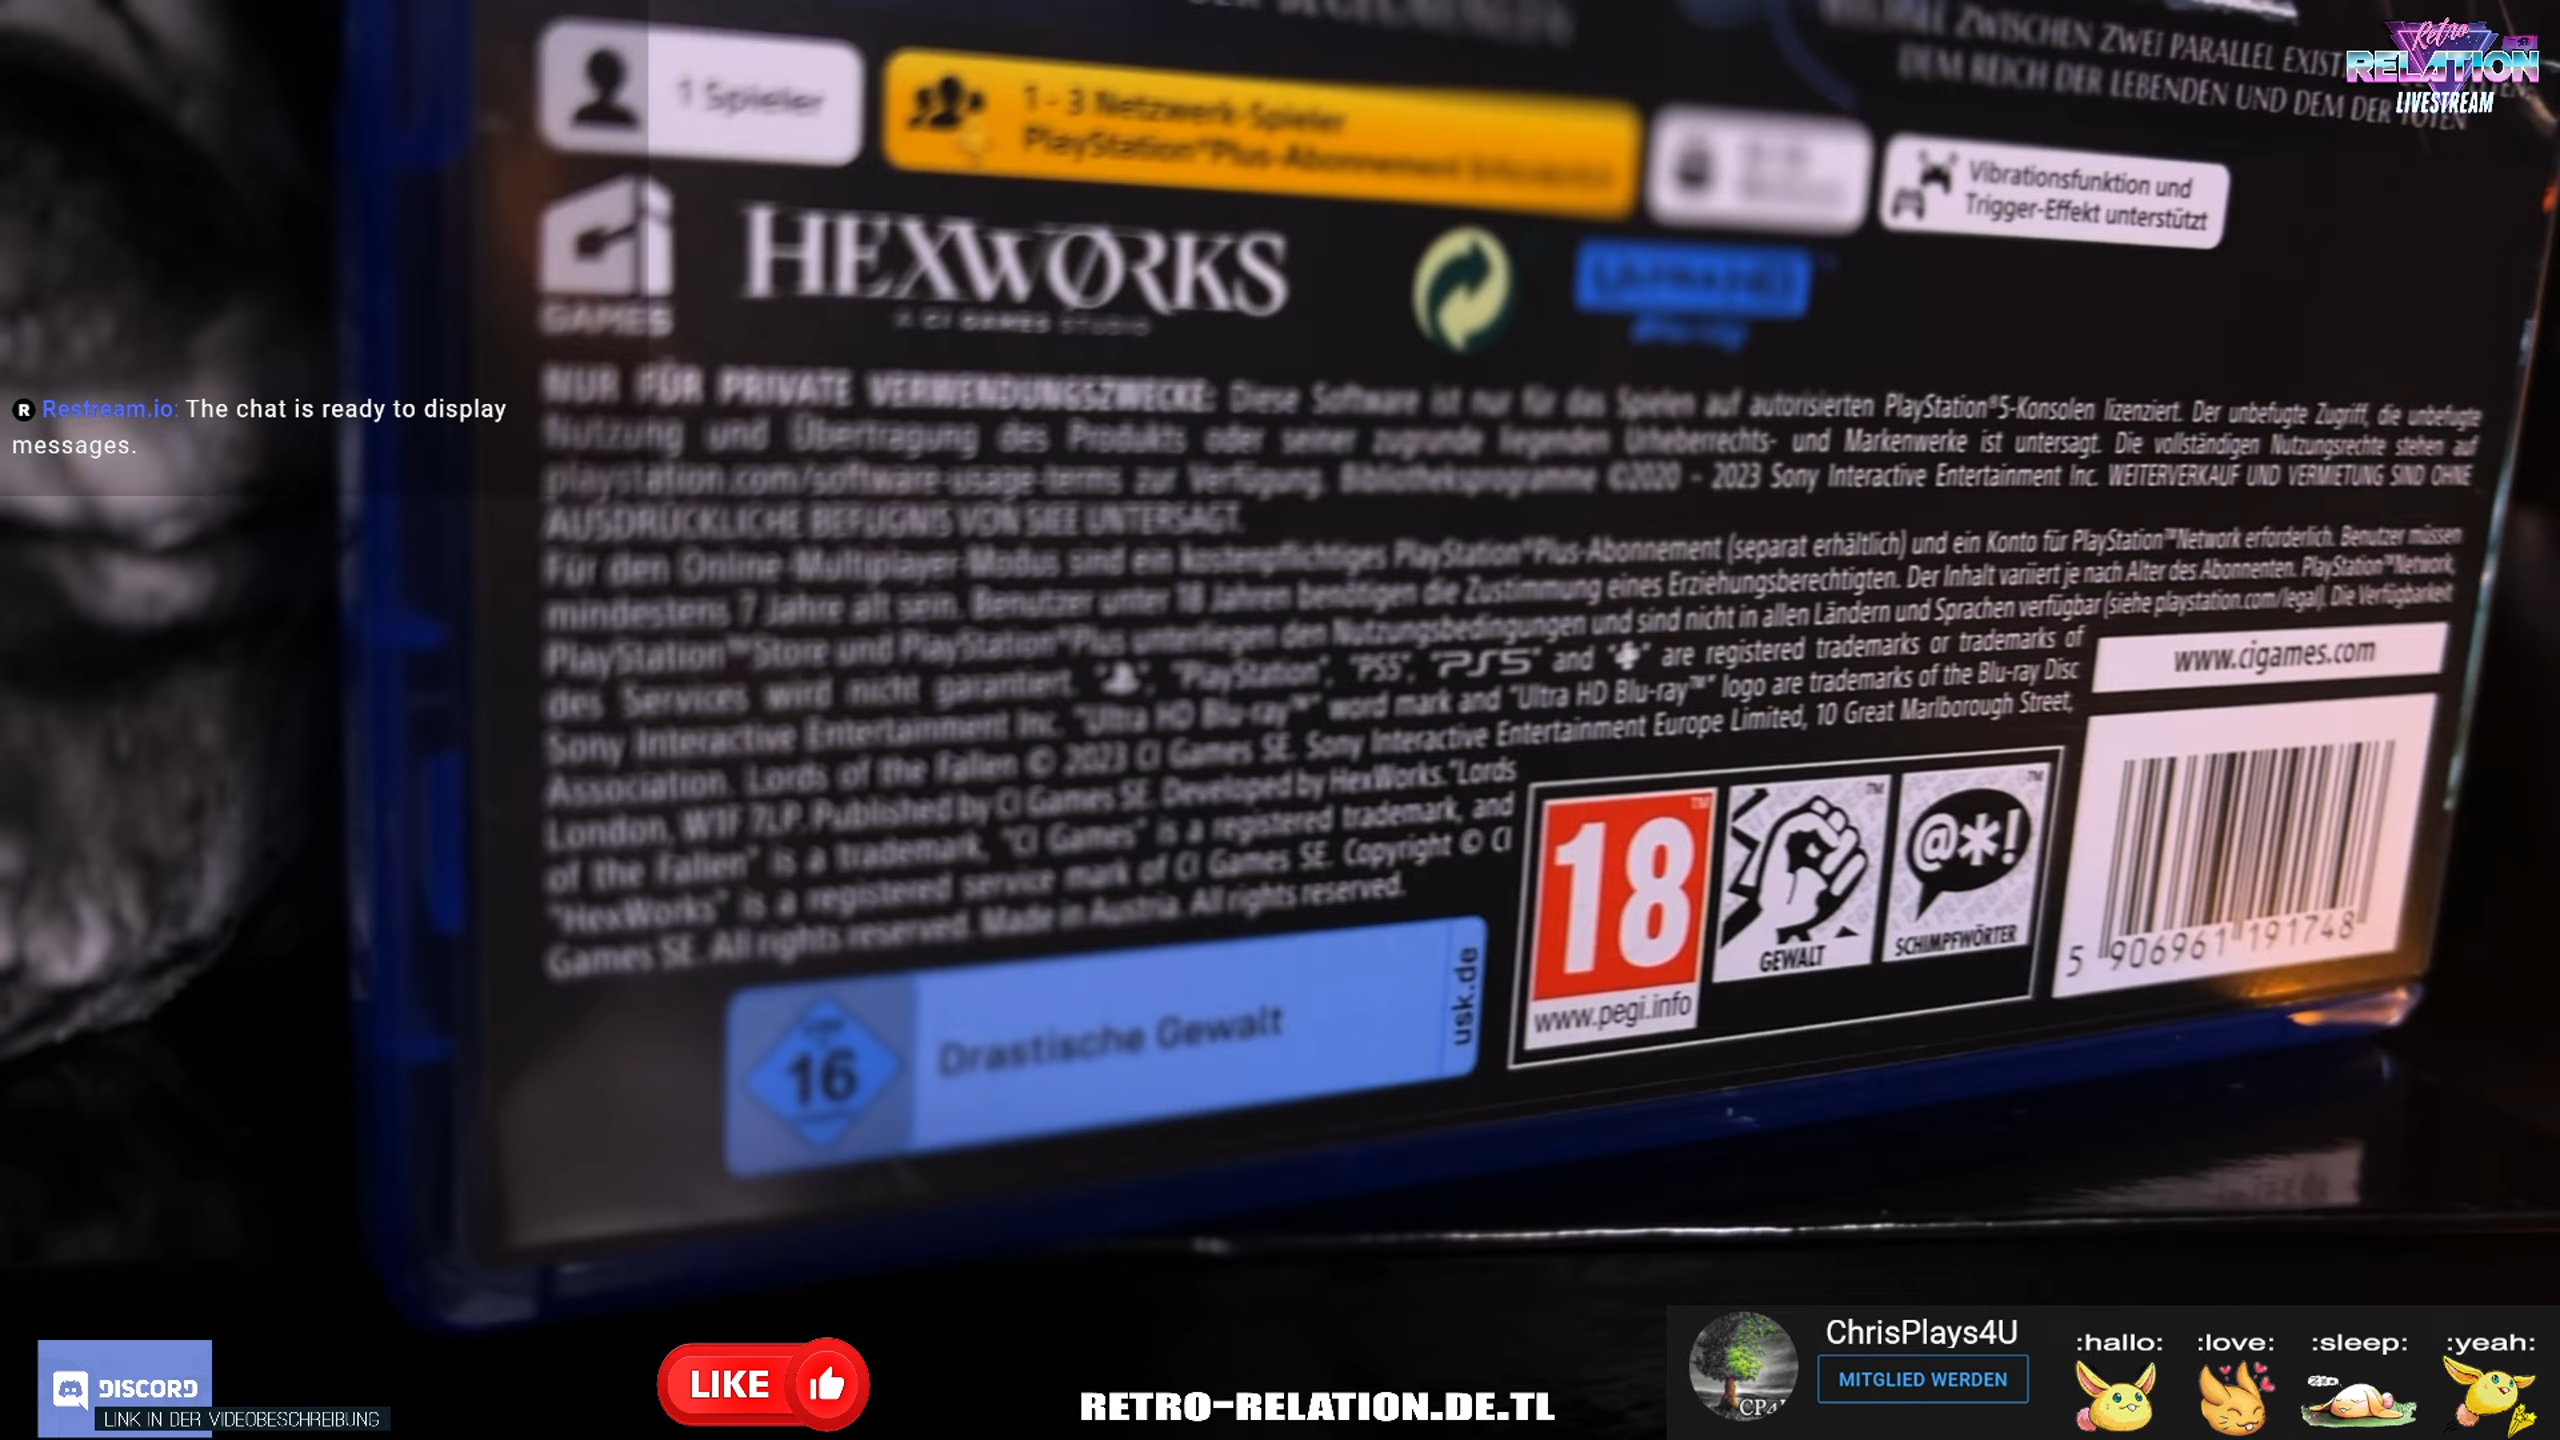 ZWISCHEN ZWEI PARALLEL EXIST
DEM REICH DER LEBENDEN UND DEM DER TOTEN
Retro
RELATION
LIVESTREAM
1 Spieler
1 - 3 Netzwerk-Spieler
PlayStation®Plus-Abonnement
Vibrationsfunktion und
Trigger-Effekt unterstützt
CI
GAMES
HEXWORKS
A CI GAMES STUDIO
Restream.io: The chat is ready to display
messages.
NUR FÜR PRIVATE VERWENDUNGSZWECKE: Diese Software ist nur für das Spielen auf autorisierten PlayStation®5-Konsolen lizenziert. Der unbefugte Zugriff, die unbefugte
Nutzung und Übertragung des Produkts oder seiner zugrunde liegenden Urheberrechts- und Markenwerke ist untersagt. Die vollständigen Nutzungsrechte stehen auf
playstation.com/software-usage-terms zur Verfügung. Bibliotheksprogramme ©2020 - 2023 Sony Interactive Entertainment Inc. WEITERVERKAUF UND VERMIETUNG SIND OHNE
AUSDRÜCKLICHE BEFUGNIS VON SIEE UNTERSAGT.
Für den Online-Multiplayer-Modus sind ein kostenpflichtiges PlayStation®Plus-Abonnement (separat erhältlich) und ein Konto für PlayStation™Network erforderlich. Benutzer müssen
mindestens 7 Jahre alt sein. Benutzer unter 18 Jahren benötigen die Zustimmung eines Erziehungsberechtigten. Der Inhalt variiert je nach Alter des Abonnenten. PlayStation™Network,
PlayStation™Store und PlayStation®Plus unterliegen den Nutzungsbedingungen und sind nicht in allen Ländern und Sprachen verfügbar (siehe playstation.com/legal). Die Verfügbarkeit
des Services wird nicht garantiert. " ", "PlayStation", "PS5", "PS5" and " " are registered trademarks or trademarks of
Sony Interactive Entertainment Inc. "Ultra HD Blu-ray™" word mark and "Ultra HD Blu-ray™" logo are trademarks of the Blu-ray Disc
Association. Lords of the Fallen © 2023 CI Games SE. Sony Interactive Entertainment Europe Limited, 10 Great Marlborough Street,
London, W1F 7LP. Published by CI Games SE. Developed by HexWorks. "Lords
of the Fallen" is a trademark, "CI Games" is a registered trademark, and
"HexWorks" is a registered service mark of CI Games SE. Copyright © CI
Games SE. All rights reserved. Made in Austria. All rights reserved.
www.cigames.com
18
www.pegi.info
GEWALT
@*!
SCHIMPFWÖRTER
5 906961 191748
16
Drastische Gewalt
usk.de
DISCORD
LINK IN DER VIDEOBESCHREIBUNG
LIKE
RETRO-RELATION.DE.TL
CP4U
ChrisPlays4U
MITGLIED WERDEN
:hallo: :love: :sleep: :yeah: